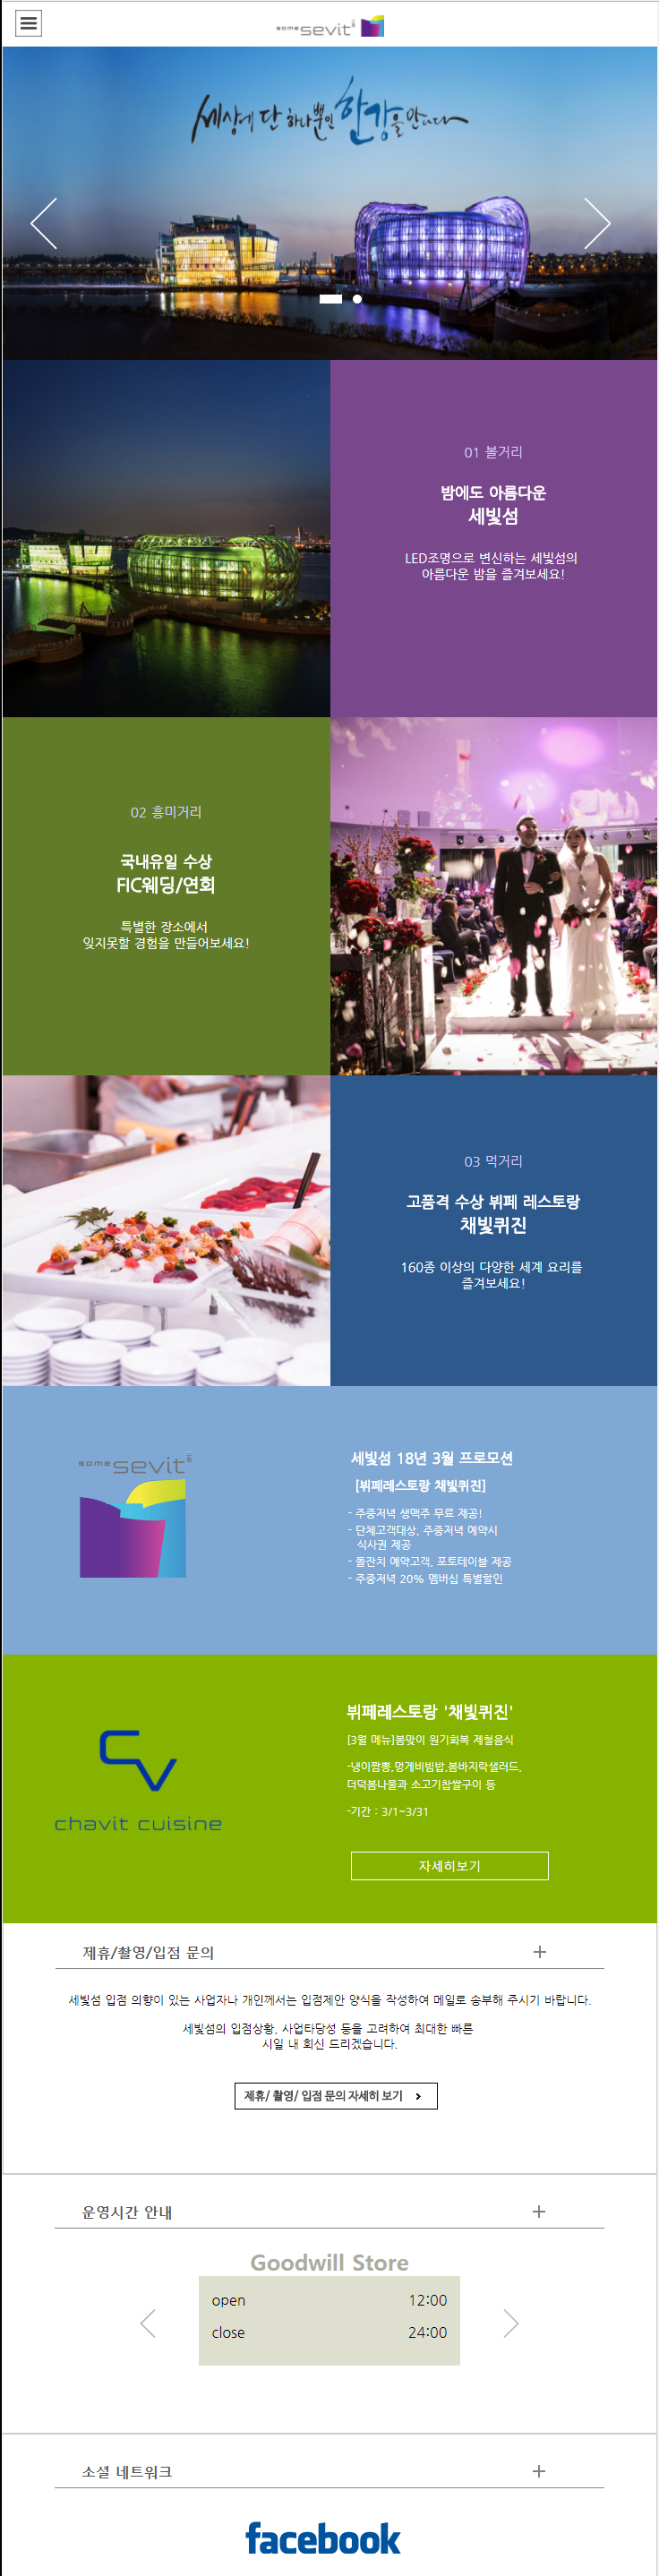 some sevit
세상에 단 하나뿐인 한강을 만나다
01 볼거리
밤에도 아름다운
세빛섬
LED조명으로 변신하는 세빛섬의
아름다운 밤을 즐겨보세요!
02 흥미거리
국내유일 수상
FIC웨딩/연회
특별한 장소에서
잊지못할 경험을 만들어보세요!
03 먹거리
고품격 수상 뷔페 레스토랑
채빛퀴진
160종 이상의 다양한 세계 요리를
즐겨보세요!
some sevit
세빛섬 18년 3월 프로모션
[뷔페레스토랑 채빛퀴진]
- 주중저녁 생맥주 무료 제공!
- 단체고객대상, 주중저녁 예약시
식사권 제공
- 돌잔치 예약고객, 포토테이블 제공
- 주중저녁 20% 멤버십 특별할인
chavit cuisine
뷔페레스토랑 '채빛퀴진'
[3월 메뉴]봄맞이 원기회복 제철음식
-냉이짬뽕,멍게비빔밥,봄바지락샐러드,
더덕봄나물과 소고기찹쌀구이 등
-기간 : 3/1~3/31
자세히보기
제휴/촬영/입점 문의
세빛섬 입점 의향이 있는 사업자나 개인께서는 입점제안 양식을 작성하여 메일로 송부해 주시기 바랍니다.
세빛섬의 입점상황, 사업타당성 등을 고려하여 최대한 빠른
시일 내 회신 드리겠습니다.
제휴/ 촬영/ 입점 문의 자세히 보기
운영시간 안내
Goodwill Store
open 12:00
close 24:00
소셜 네트워크
facebook